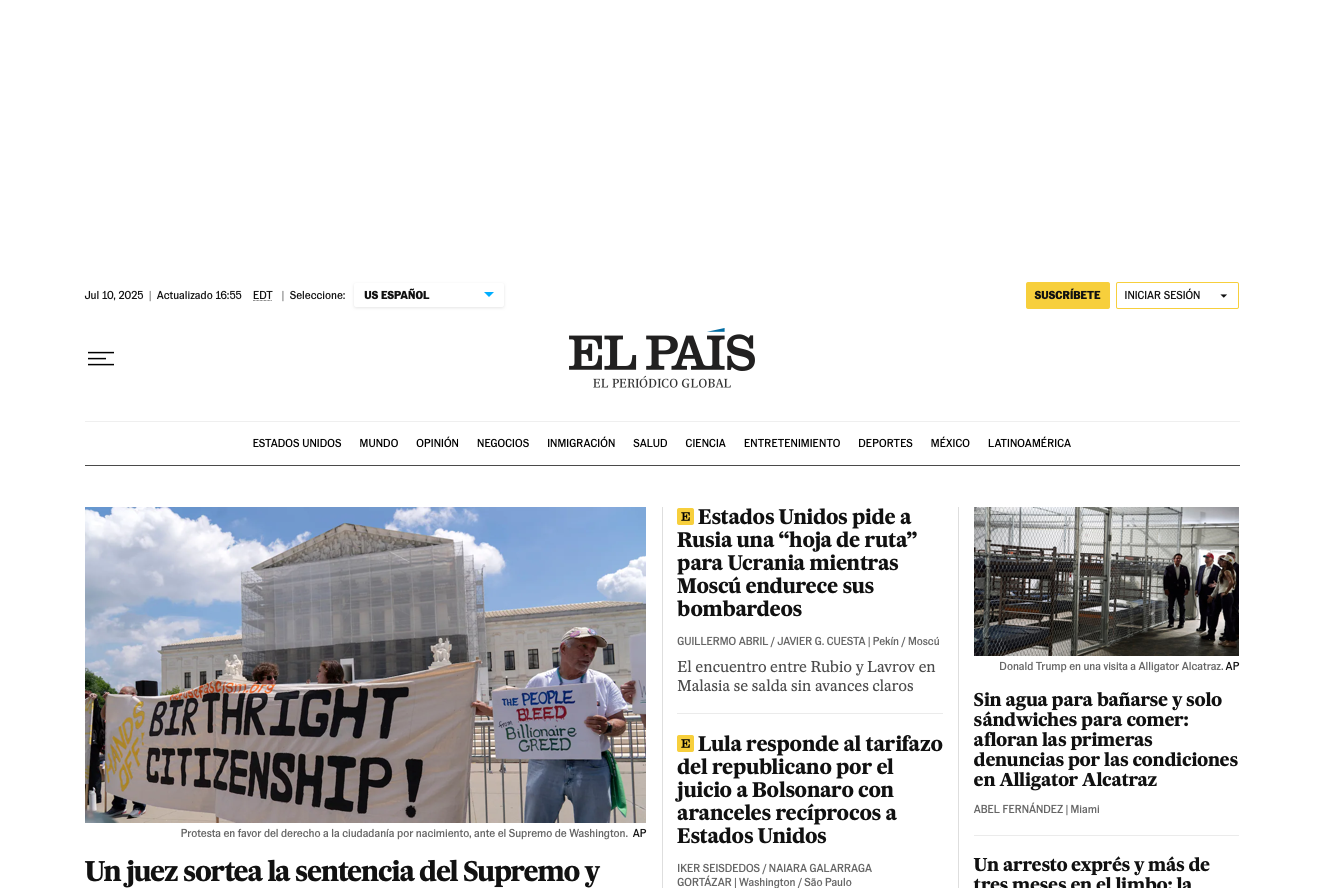 Jul 10, 2025 | Actualizado 16:55 EDT | Seleccione: US ESPAÑOL
SUSCRÍBETE
INICIAR SESIÓN
EL PAÍS
EL PERIÓDICO GLOBAL
ESTADOS UNIDOS MUNDO OPINIÓN NEGOCIOS INMIGRACIÓN SALUD CIENCIA ENTRETENIMIENTO DEPORTES MÉXICO LATINOAMÉRICA
HANDS
OFF
BIRTHRIGHT
CITIZENSHIP!
THE PEOPLE
BLEED
from
Billionaire
GREED
Protesta en favor del derecho a la ciudadanía por nacimiento, ante el Supremo de Washington. AP
Un juez sortea la sentencia del Supremo y
E Estados Unidos pide a
Rusia una “hoja de ruta”
para Ucrania mientras
Moscú endurece sus
bombardeos
GUILLERMO ABRIL / JAVIER G. CUESTA | Pekín / Moscú
El encuentro entre Rubio y Lavrov en
Malasia se salda sin avances claros
E Lula responde al tarifazo
del republicano por el
juicio a Bolsonaro con
aranceles recíprocos a
Estados Unidos
IKER SEISDEDOS / NAIARA GALARRAGA
GORTÁZAR | Washington / São Paulo
Donald Trump en una visita a Alligator Alcatraz. AP
Sin agua para bañarse y solo
sándwiches para comer:
afloran las primeras
denuncias por las condiciones
en Alligator Alcatraz
ABEL FERNÁNDEZ | Miami
Un arresto exprés y más de
tres meses en el limbo: la